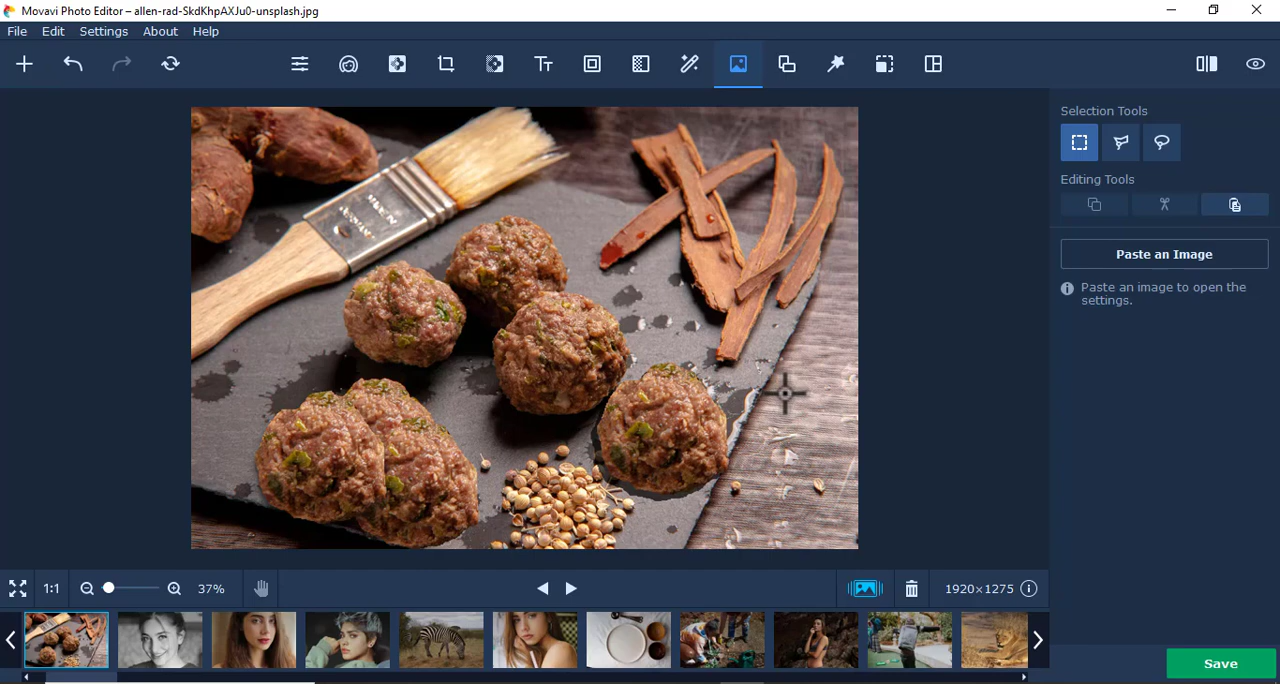 Movavi Photo Editor – allen-rad-SkdKhpAXJu0-unsplash.jpg
File Edit Settings About Help
Selection Tools
Editing Tools
Paste an Image
Paste an image to open the
settings.
1:1 37% 1920×1275
Save